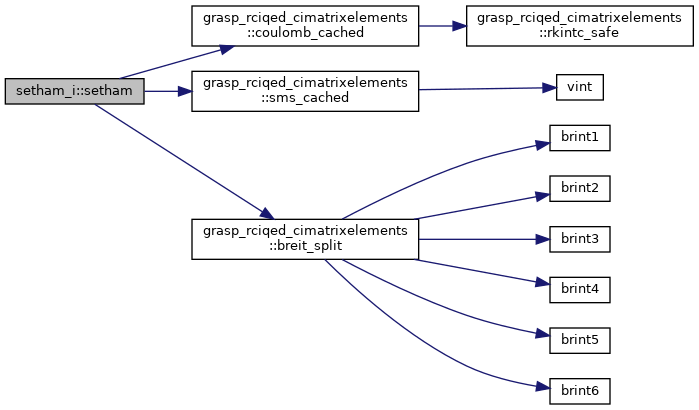 grasp_rciqed_cimatrixelements
::coulomb_cached
grasp_rciqed_cimatrixelements
::rkintc_safe
setham_i::setham
grasp_rciqed_cimatrixelements
::sms_cached
vint
brint1
brint2
grasp_rciqed_cimatrixelements
::breit_split
brint3
brint4
brint5
brint6